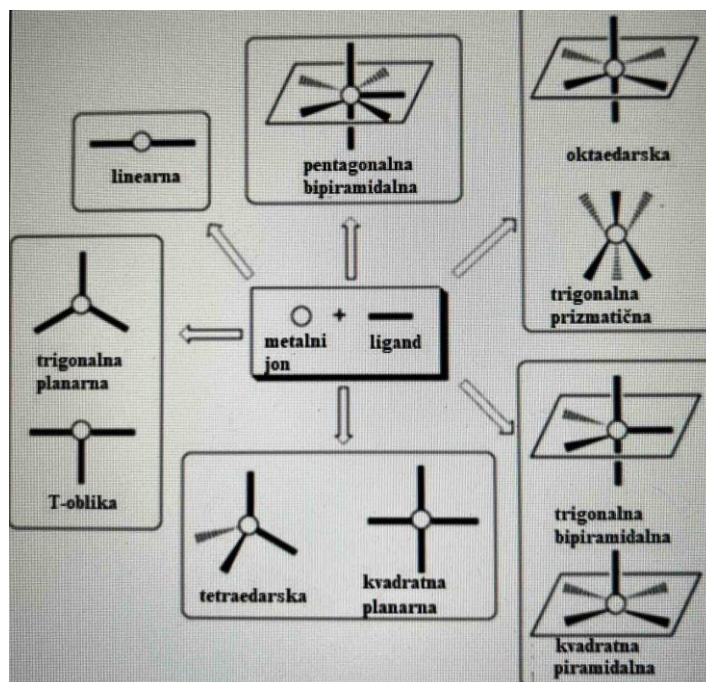 linearna
pentagonalna
bipiramidalna
oktaedarska
trigonalna
prizmatična
trigonalna
planarna
T-oblika
+
metalni
jon
ligand
tetraedarska
kvadratna
planarna
trigonalna
bipiramidalna
kvadratna
piramidalna